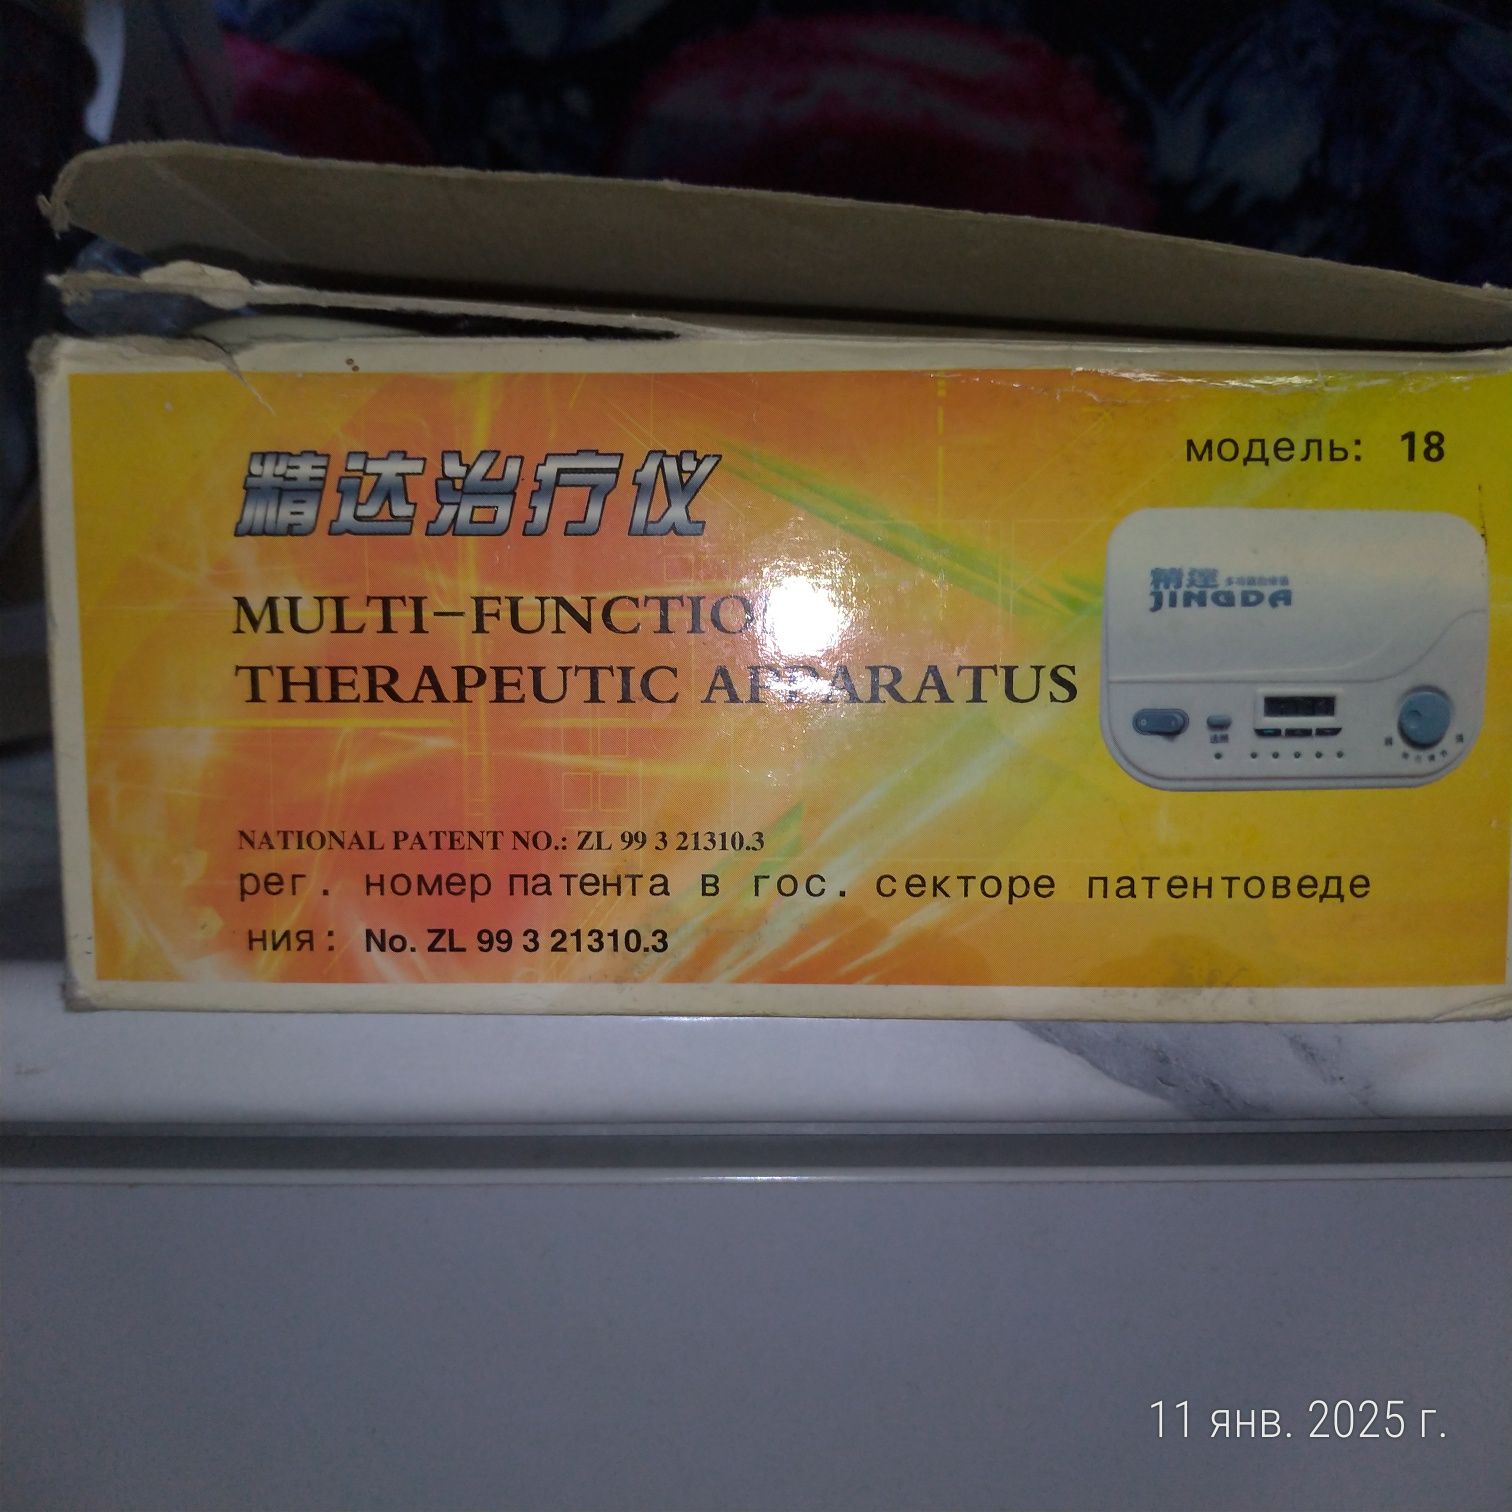 精达治疗仪
модель: 18
MULTI-FUNCTION
THERAPEUTIC APPARATUS
JINGDA
NATIONAL PATENT NO.: ZL 99 3 21310.3
рег. номер патента в гос. секторе патентоведе
ния: No. ZL 99 3 21310.3
11 янв. 2025 г.